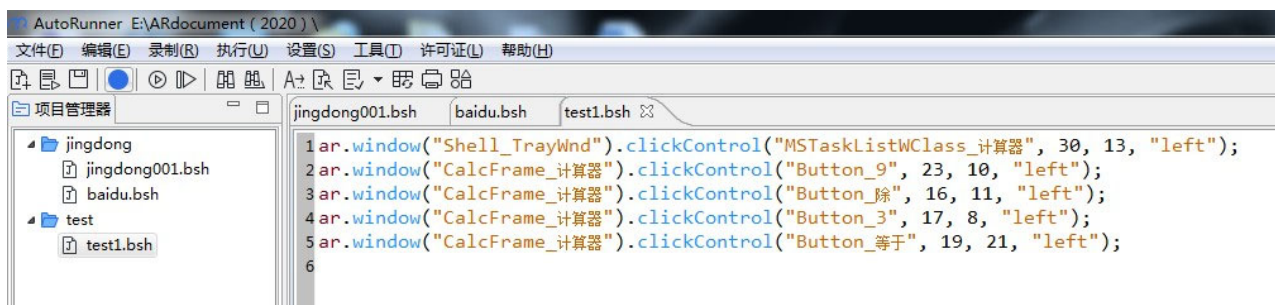 AutoRunner E:\ARdocument ( 2020 ) \
文件(F) 编辑(E) 录制(R) 执行(U) 设置(S) 工具(T) 许可证(L) 帮助(H)
项目管理器
jingdong001.bsh baidu.bsh test1.bsh
jingdong
jingdong001.bsh
baidu.bsh
test
test1.bsh
1 ar.window("Shell_TrayWnd").clickControl("MSTaskListWClass_计算器", 30, 13, "left");
2 ar.window("CalcFrame_计算器").clickControl("Button_9", 23, 10, "left");
3 ar.window("CalcFrame_计算器").clickControl("Button_除", 16, 11, "left");
4 ar.window("CalcFrame_计算器").clickControl("Button_3", 17, 8, "left");
5 ar.window("CalcFrame_计算器").clickControl("Button_等于", 19, 21, "left");
6